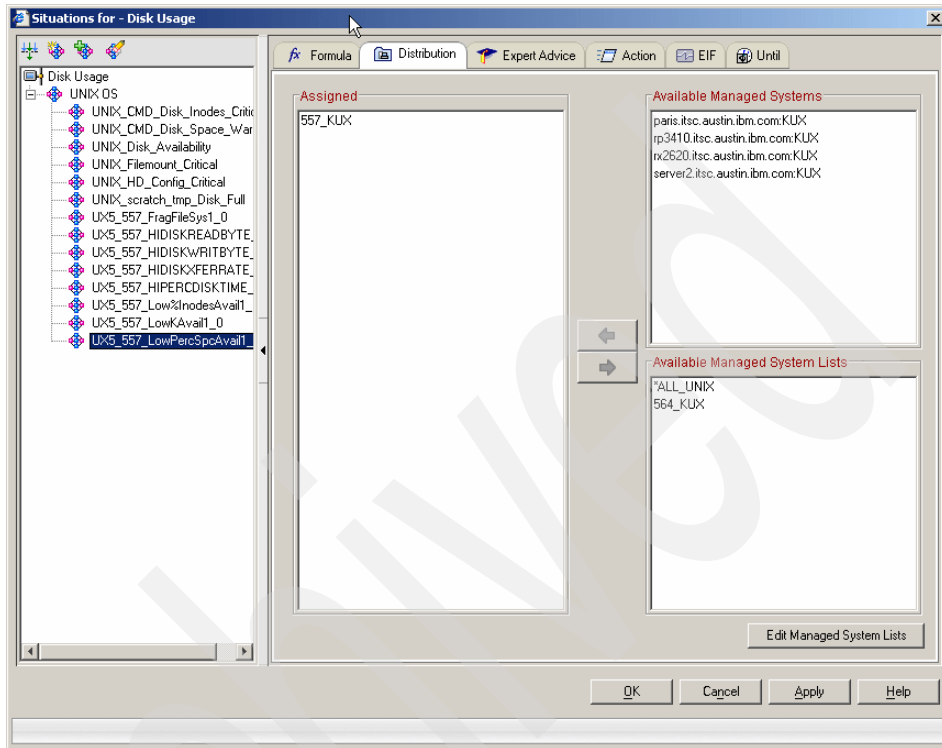 Situations for - Disk Usage
Formula
Distribution
Expert Advice
Action
EIF
Until
Disk Usage
UNIX OS
UNIX_CMD_Disk_Inodes_Critic
UNIX_CMD_Disk_Space_War
UNIX_Disk_Availability
UNIX_Filemount_Critical
UNIX_HD_Config_Critical
UNIX_scratch_tmp_Disk_Full
UX5_557_FragFileSys1_0
UX5_557_HIDISKREADBYTE_
UX5_557_HIDISKWRITBYTE_
UX5_557_HIDISKXFERRATE_
UX5_557_HIPERCDISKTIME_
UX5_557_Low%InodesAvail1_
UX5_557_LowKAvail1_0
UX5_557_LowPercSpcAvail1_
Assigned
557_KUX
Available Managed Systems
paris.itsc.austin.ibm.com:KUX
rp3410.itsc.austin.ibm.com:KUX
rx2620.itsc.austin.ibm.com:KUX
server2.itsc.austin.ibm.com:KUX
Available Managed System Lists
*ALL_UNIX
564_KUX
Edit Managed System Lists
OK
Cancel
Apply
Help